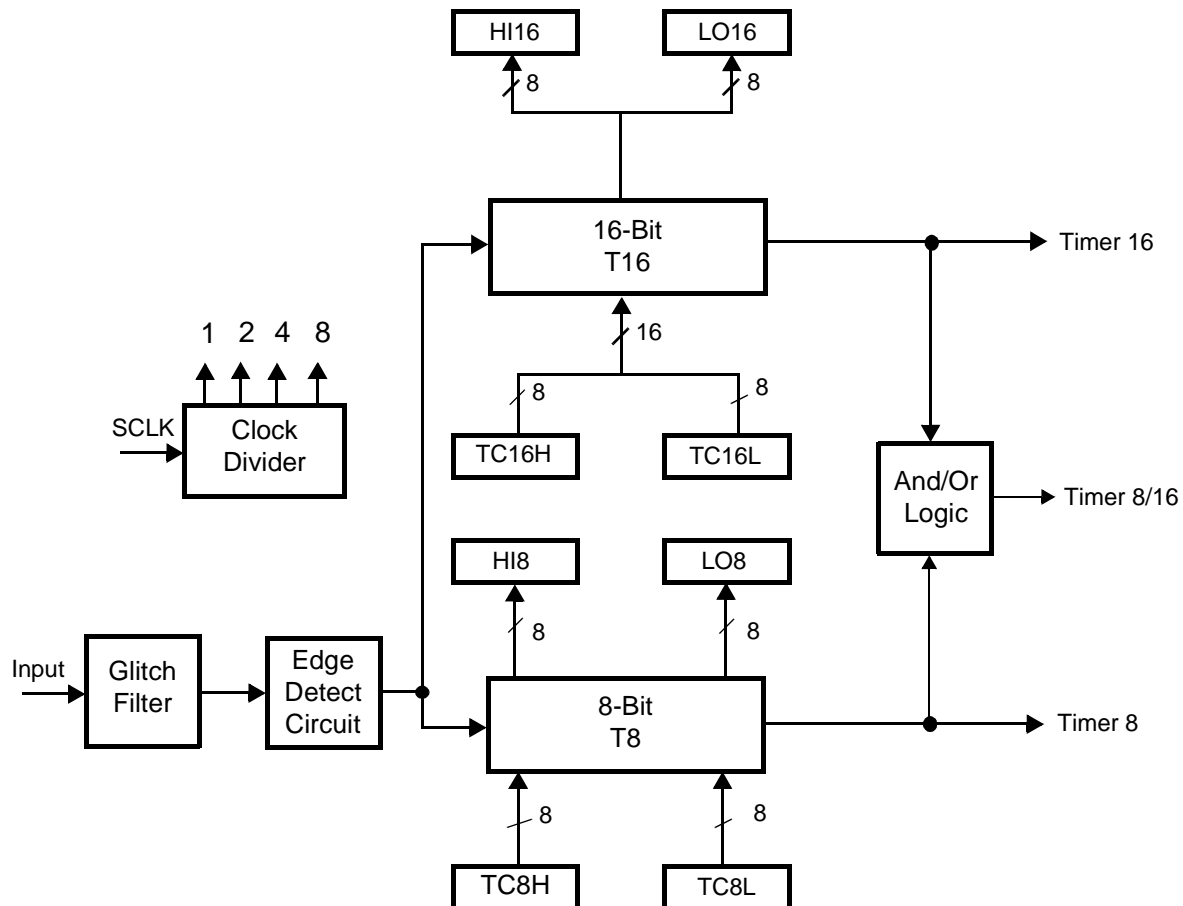 HI16
LO16
8
8
16-Bit
T16
Timer 16
16
1 2 4 8
8
8
SCLK
Clock
Divider
TC16H
TC16L
And/Or
Logic
Timer 8/16
HI8
LO8
8
8
Input
Glitch
Filter
Edge
Detect
Circuit
8-Bit
T8
Timer 8
8
8
TC8H
TC8L